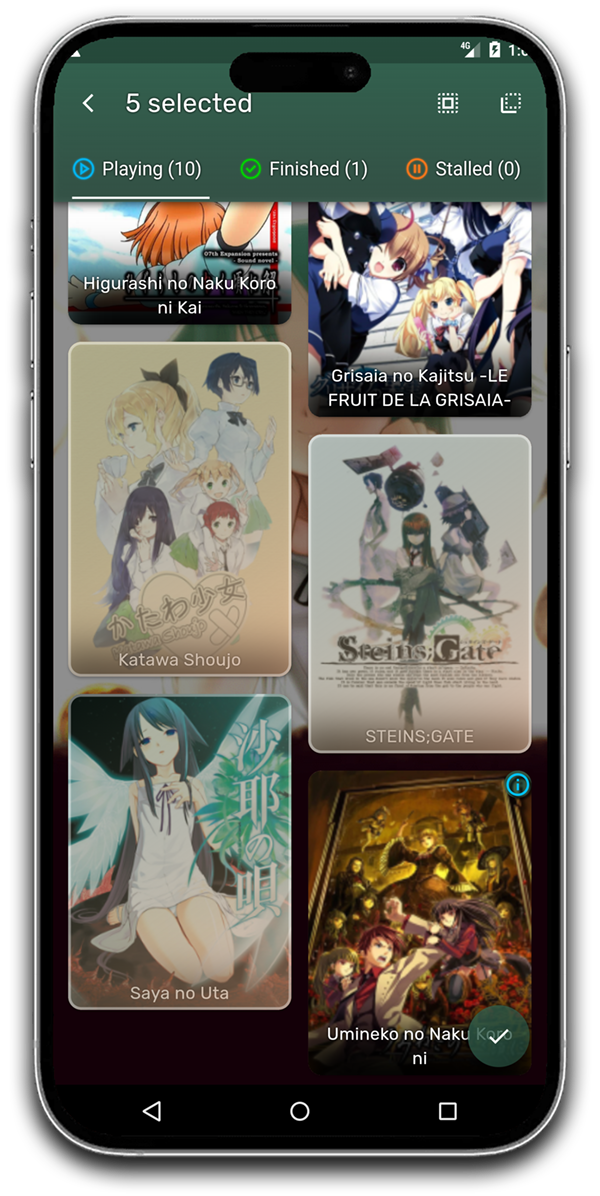 4G
5 selected
Playing (10)
Finished (1)
Stalled (0)
07th Expansion presents
- Sound novel -
Higurashi no Naku Koro
ni Kai
Grisaia no Kajitsu -LE
FRUIT DE LA GRISAIA-
かたわ少女
Katawa Shoujo
Katawa Shoujo
Steins;Gate
STEINS;GATE
沙耶の唄
Saya no Uta
Umineko no Naku Koro
ni